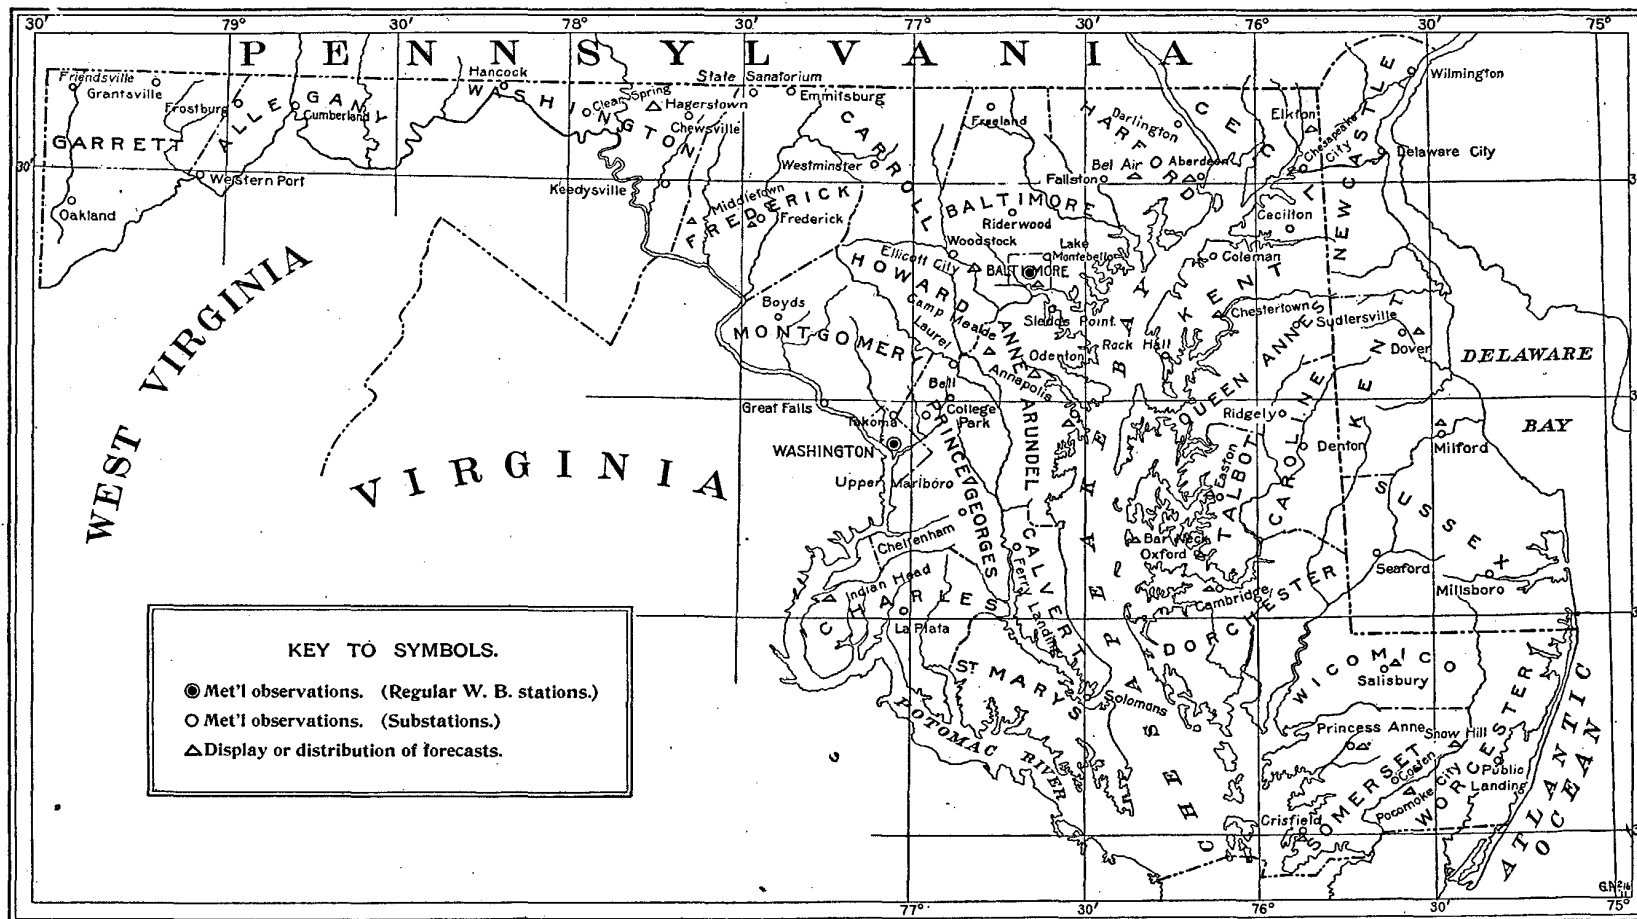 30' 79° 30' 78° 30' 77° 30' 76° 30' 75°
PENNSYLVANIA
Friendsville
Grantsville
Frostburg
ALLEGANY
Cumberland
GARRETT
30'
Western Port
Oakland
Hancock
WASHINGTON
Clear Spring
Hagerstown
Chewsville
Keedysville
State Sanatorium
Emmitsburg
CARROLL
Westminster
Middletown
FREDERICK
Frederick
Freeland
HARFORD
Darlington
Bel Air
Aberdeen
Fallston
BALTIMORE
Riderwood
Woodstock
Lake
Montebello
BALTIMORE
Ellicott City
HOWARD
CECIL
Elkton
Chesapeake
City
NEWCASTLE
Wilmington
Delaware City
Cecilton
Coleman
KENT
Chestertown
Sudlersville
Rock Hall
QUEEN ANNES
Boyds
MONTGOMERY
Camp Meade
Laurel
Sledds Point
Odenton
ANNE ARUNDEL
Annapolis
Bell
College
Park
Great Falls
Takoma
WASHINGTON
PRINCE GEORGES
Upper Marlboro
Cheltenham
Indian Head
CHARLES
La Plata
CALVERT
Ferry Landing
ST MARYS
Solomans
POTOMAC RIVER
CHESAPEAKE BAY
Ridgely
Denton
CAROLINE
Easton
TALBOT
Bar Neck
Oxford
Cambridge
DORCHESTER
KENT
Dover
DELAWARE
BAY
Milford
SUSSEX
Seaford
Millsboro
WICOMICO
Salisbury
Princess Anne
Snow Hill
SOMERSET
Costen
Pocomoke City
WORCESTER
Public
Landing
Crisfield
ATLANTIC
OCEAN
WEST VIRGINIA
VIRGINIA
KEY TO SYMBOLS.
Met'l observations. (Regular W. B. stations.)
Met'l observations. (Substations.)
Display or distribution of forecasts.
77° 30' 76° 30' 75°